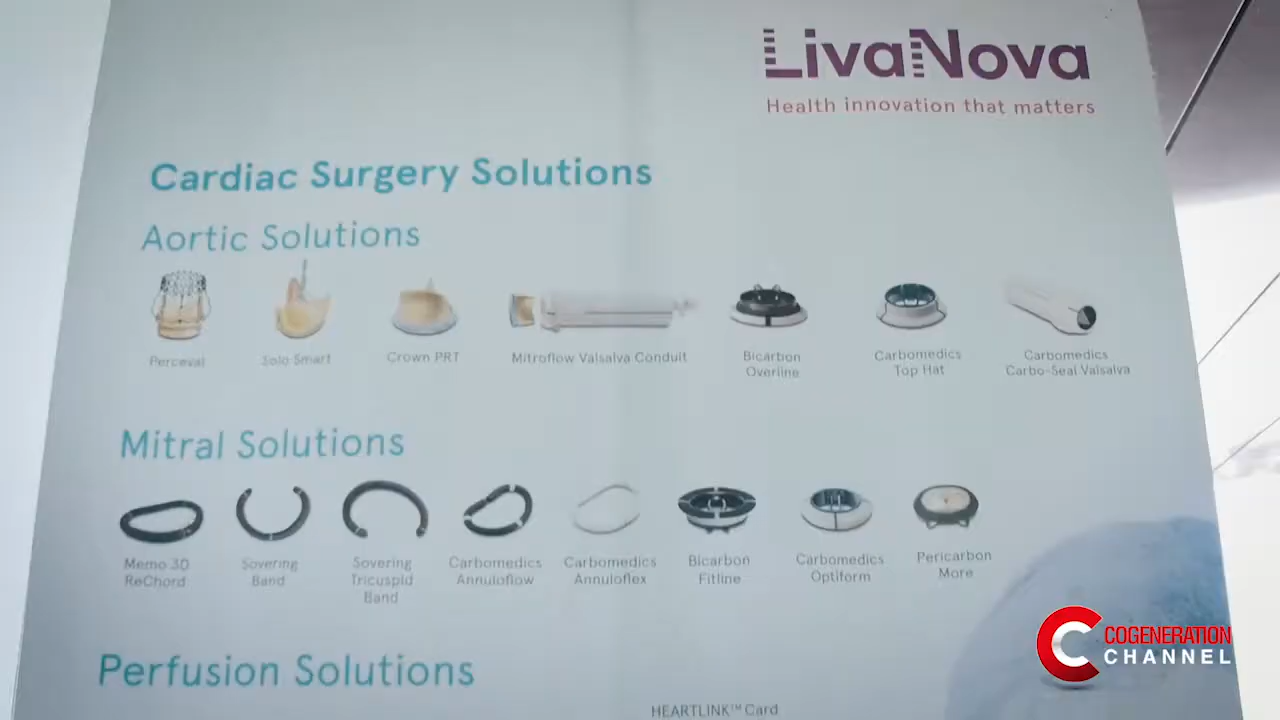 LivaNova
Health innovation that matters
Cardiac Surgery Solutions
Aortic Solutions
Perceval
Solo Smart
Crown PRT
Mitroflow Valsalva Conduit
Bicarbon
Overline
Carbomedics
Top Hat
Carbomedics
Carbo-Seal Valsalva
Mitral Solutions
Memo 3D
ReChord
Sovering
Band
Sovering
Tricuspid
Band
Carbomedics
Annuloflow
Carbomedics
Annuloflex
Bicarbon
Fitline
Carbomedics
Optiform
Pericarbon
More
Perfusion Solutions
HEARTLINK™ Card
COGENERATION
CHANNEL